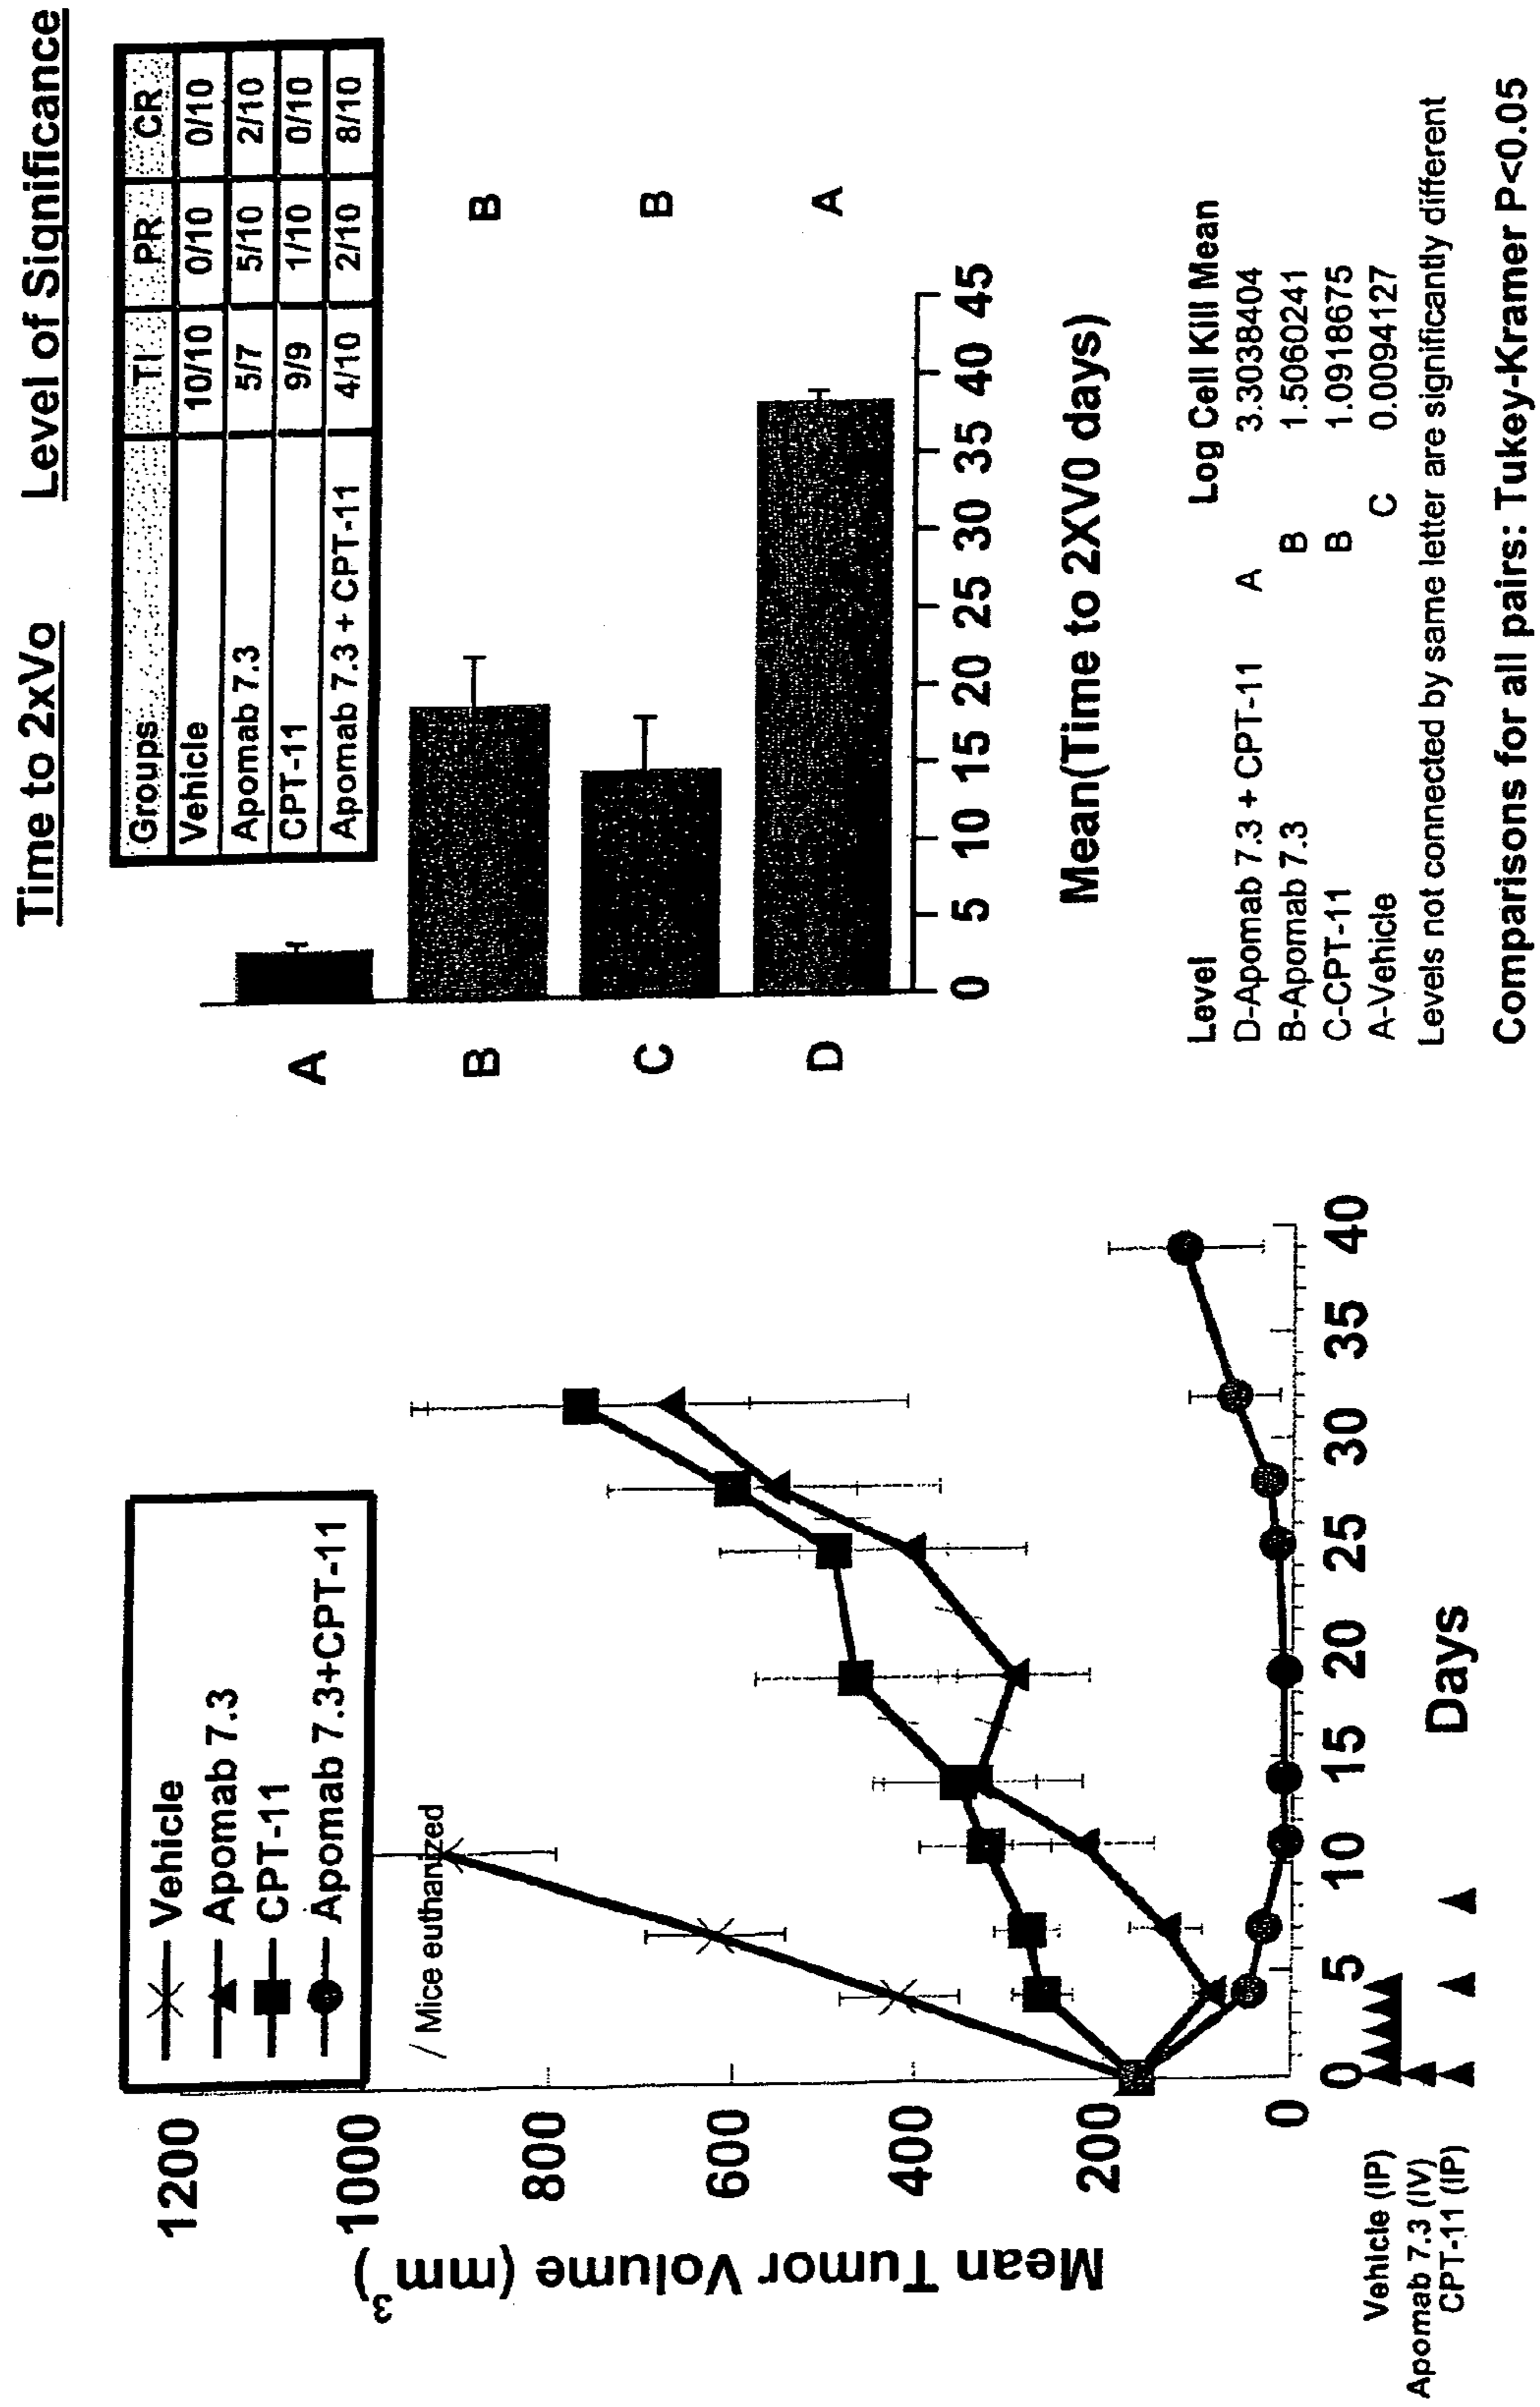 Vehicle
Apomab 7.3
CPT-11
Apomab 7.3+CPT-11
/ Mice euthanized
1200
1000
800
600
400
200
0
Mean Tumor Volume (mm3)
0 5 10 15 20 25 30 35 40
Days
Vehicle (IP)
Apomab 7.3 (IV)
CPT-11 (IP)
Time to 2xVo
Level of Significance
Groups TI PR CR
Vehicle 10/10 0/10 0/10
Apomab 7.3 5/7 5/10 2/10
CPT-11 9/9 1/10 0/10
Apomab 7.3 + CPT-11 4/10 2/10 8/10
A
B B
C B
D A
0 5 10 15 20 25 30 35 40 45
Mean(Time to 2XV0 days)
Level Log Cell Kill Mean
D-Apomab 7.3 + CPT-11 A 3.3038404
B-Apomab 7.3 B 1.5060241
C-CPT-11 B 1.0918675
A-Vehicle C 0.0094127
Levels not connected by same letter are significantly different
Comparisons for all pairs: Tukey-Kramer P<0.05